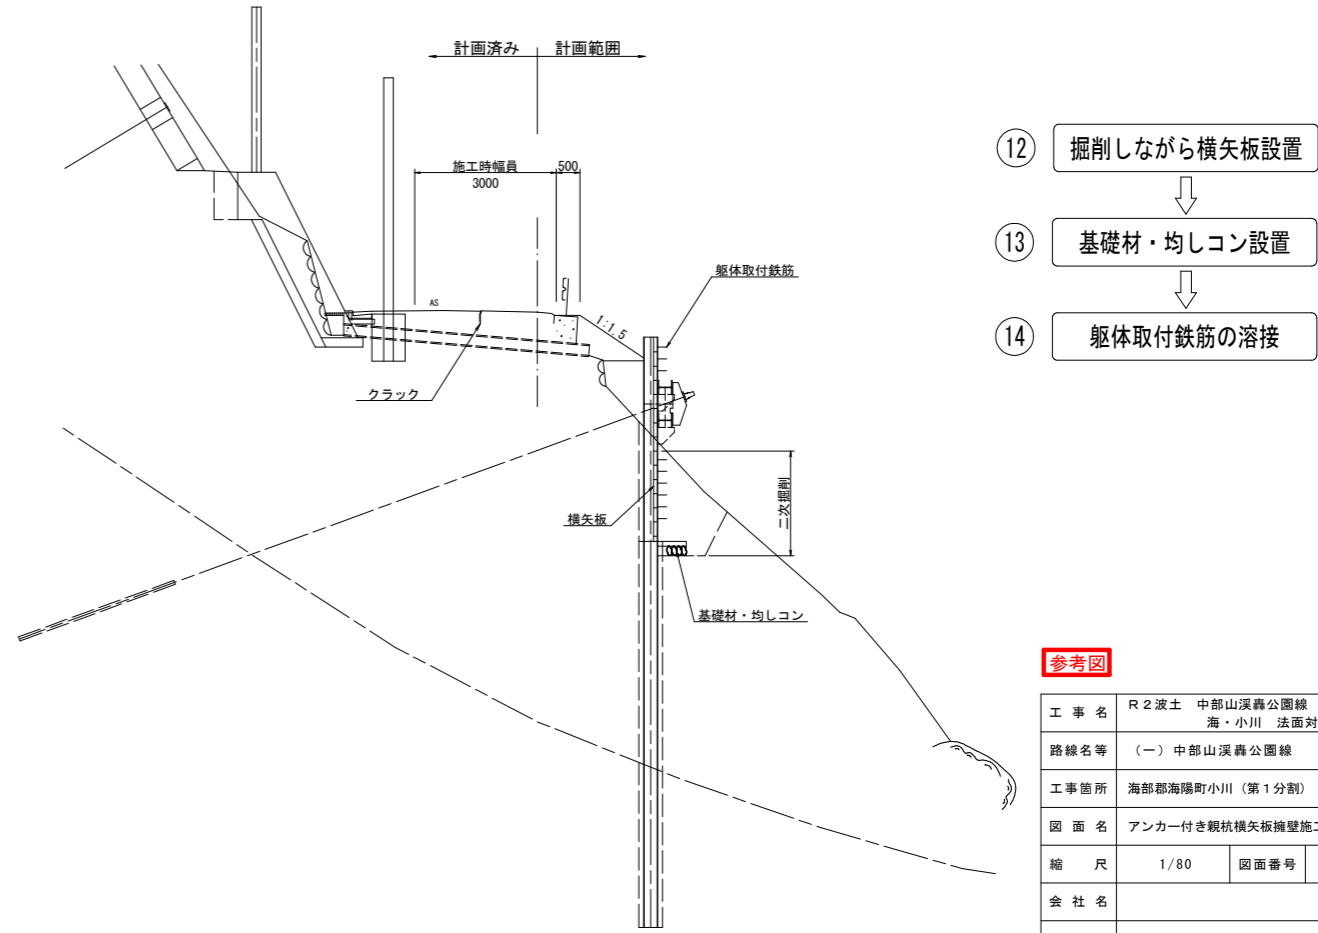 計画済み 計画範囲
施工時幅員 500
3000
躯体取付鉄筋
AS
1:1.5
クラック
横矢板
二次掘削
基礎材・均しコン
⑫ 掘削しながら横矢板設置
⑬ 基礎材・均しコン設置
⑭ 躯体取付鉄筋の溶接
参考図
工事名 R2波土 中部山渓轟公園線
海・小川 法面対
路線名等 (一)中部山渓轟公園線
工事箇所 海部郡海陽町小川(第1分割)
図面名 アンカー付き親杭横矢板擁壁施工
縮尺 1/80 図面番号
会社名